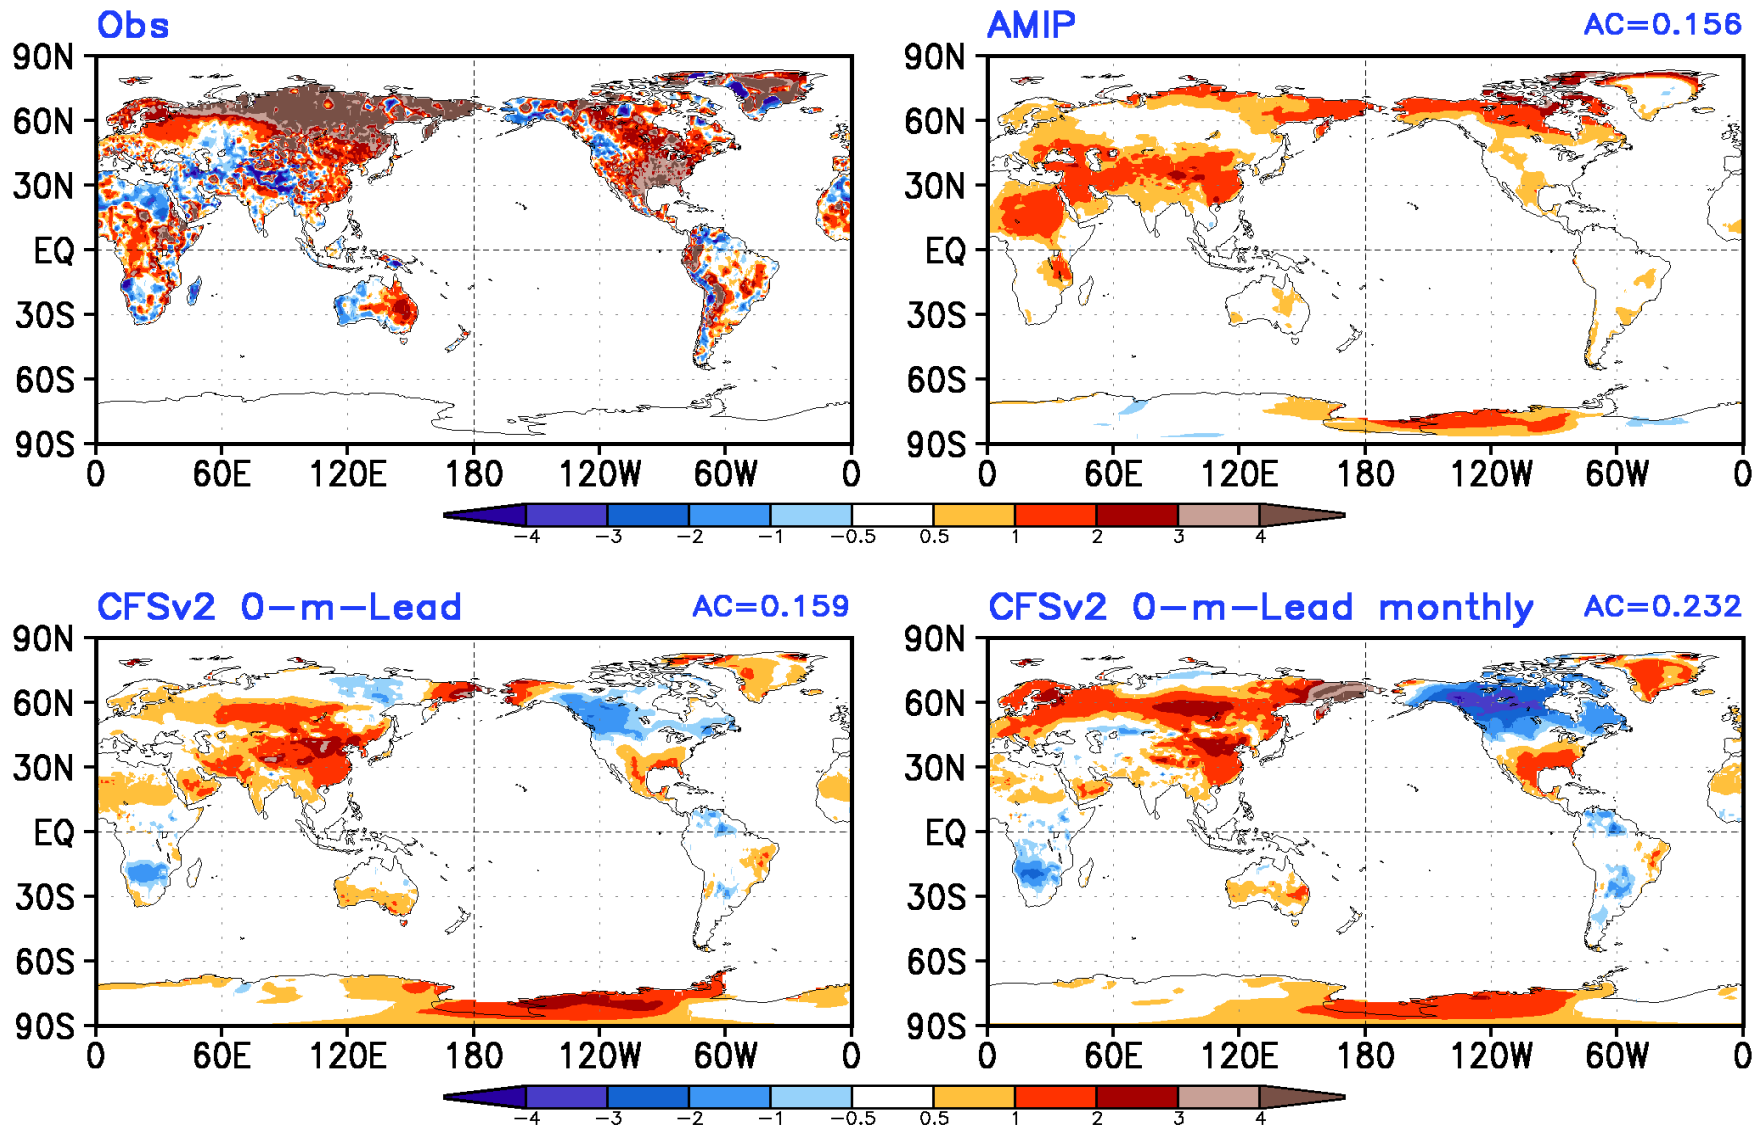 Obs
AMIP AC=0.156
90N 90N
60N 60N
30N 30N
EQ EQ
30S 30S
60S 60S
90S 90S
0 60E 120E 180 120W 60W 0 0 60E 120E 180 120W 60W 0
−4 −3 −2 −1 −0.5 0.5 1 2 3 4
CFSv2 0−m−Lead AC=0.159
CFSv2 0−m−Lead monthly AC=0.232
90N 90N
60N 60N
30N 30N
EQ EQ
30S 30S
60S 60S
90S 90S
0 60E 120E 180 120W 60W 0 0 60E 120E 180 120W 60W 0
−4 −3 −2 −1 −0.5 0.5 1 2 3 4